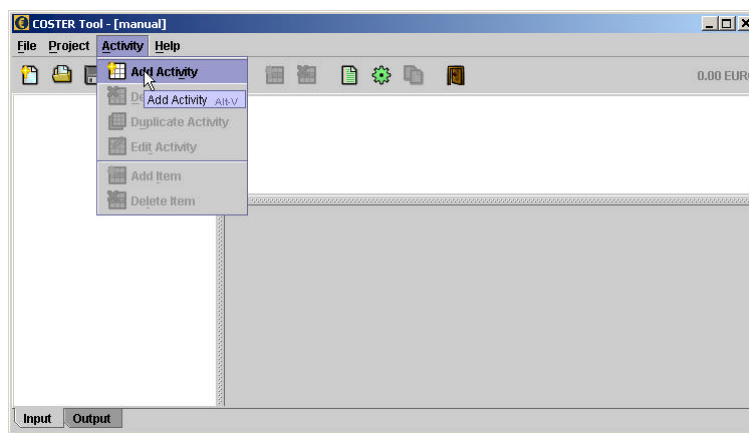 COSTER Tool - [manual]
File Project Activity Help
0.00 EUR
Add Activity
Add Activity Alt-V
Duplicate Activity
Edit Activity
Add Item
Delete Item
Input Output